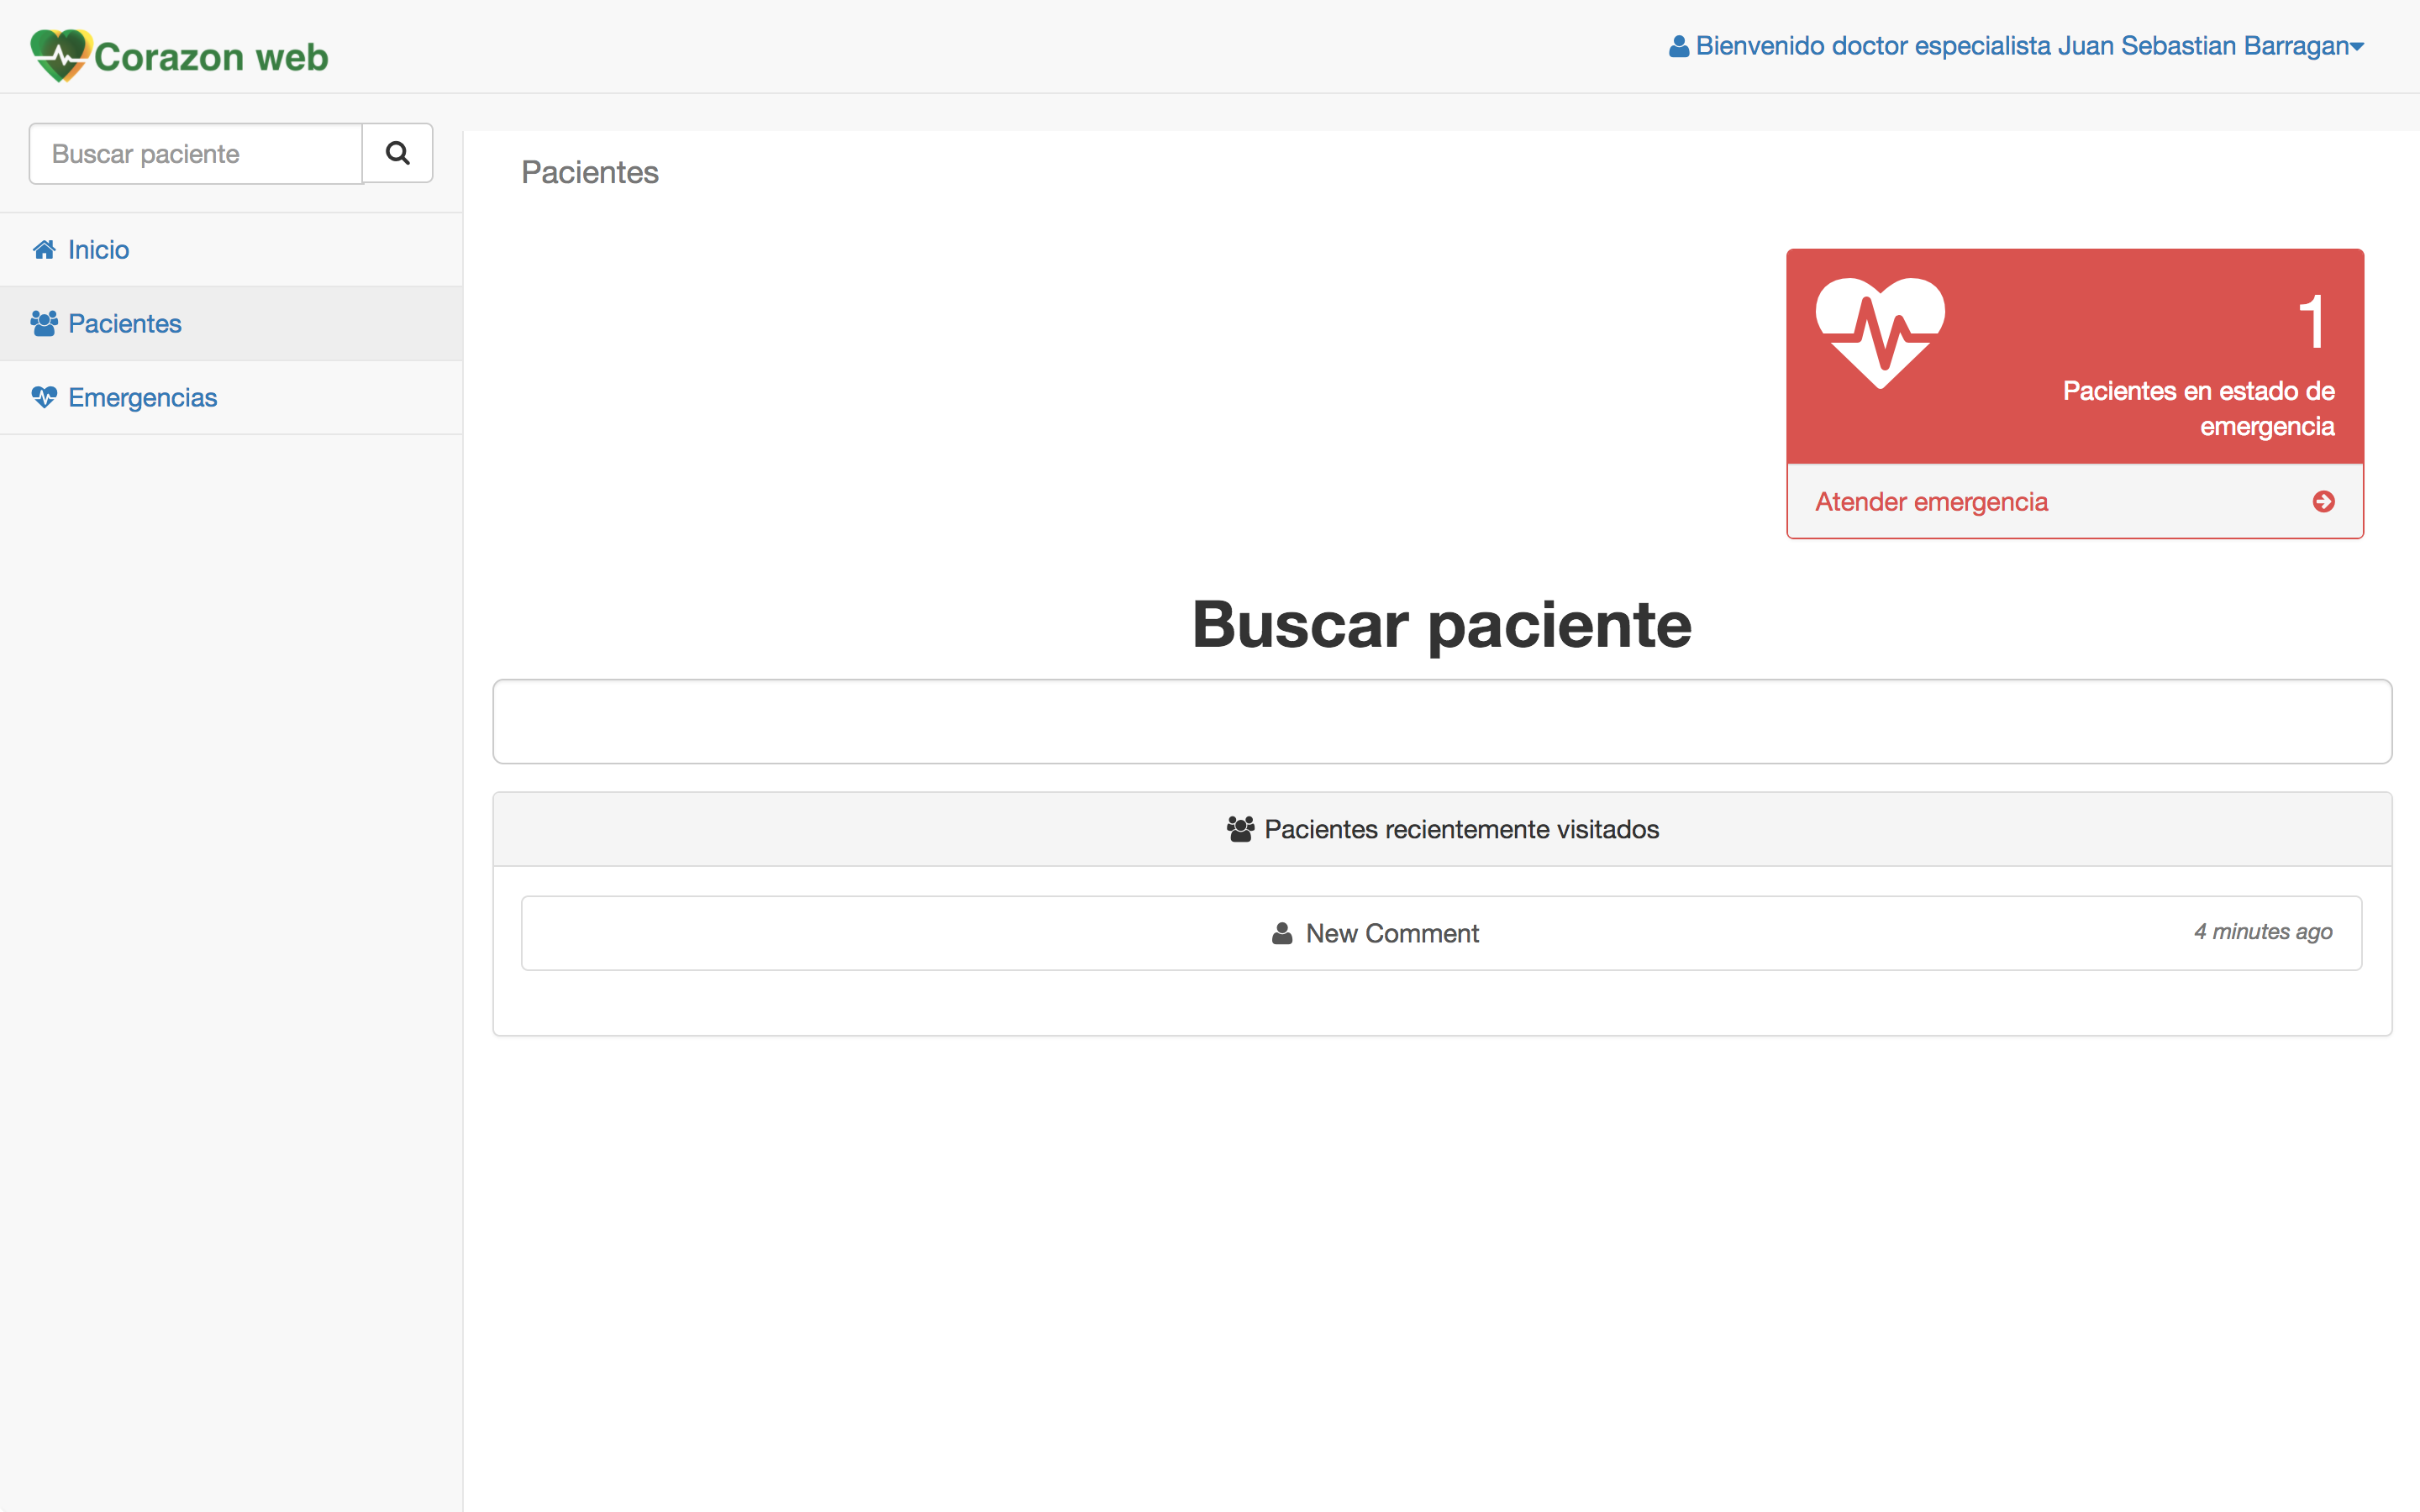 Corazon web
Bienvenido doctor especialista Juan Sebastian Barragan
Buscar paciente
Inicio
Pacientes
Emergencias
Pacientes
1
Pacientes en estado de
emergencia
Atender emergencia
Buscar paciente
Pacientes recientemente visitados
New Comment
4 minutes ago